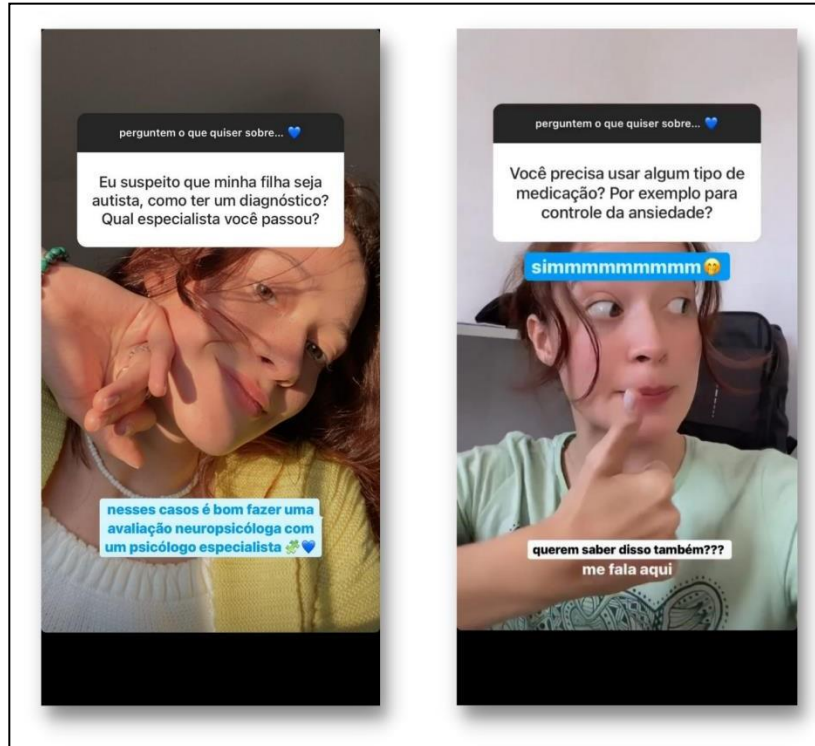 perguntem o que quiser sobre... 💙
Eu suspeito que minha filha seja
autista, como ter um diagnóstico?
Qual especialista você passou?
nesses casos é bom fazer uma
avaliação neuropsicóloga com
um psicólogo especialista 🧩💙
perguntem o que quiser sobre... 💙
Você precisa usar algum tipo de
medicação? Por exemplo para
controle da ansiedade?
simmmmmmmmm🤭
querem saber disso também???
me fala aqui